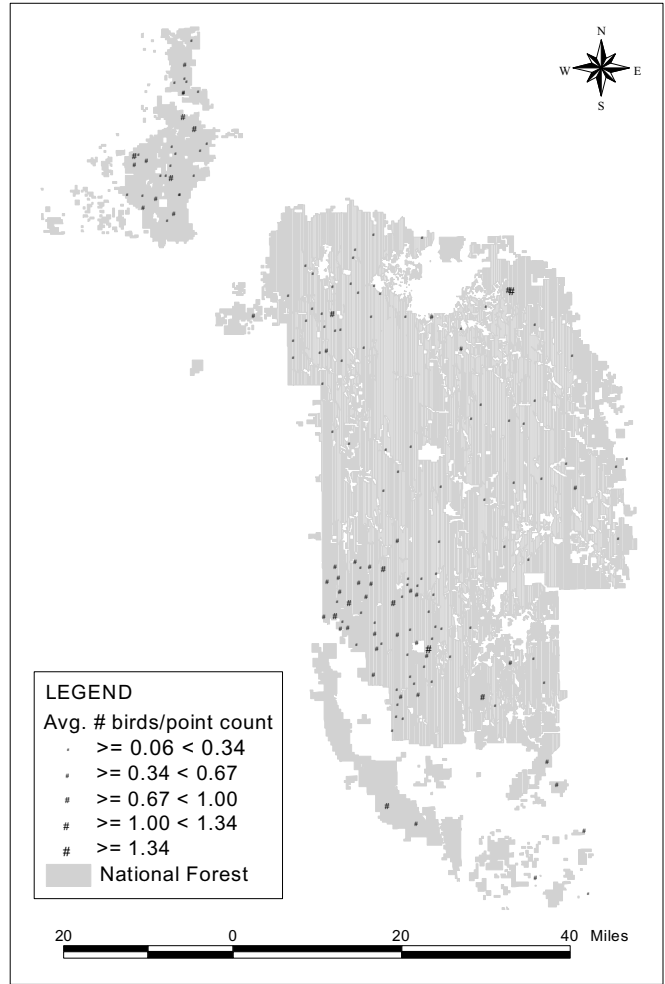 N
W E
S
LEGEND
Avg. # birds/point count
>= 0.06 < 0.34
>= 0.34 < 0.67
# >= 0.67 < 1.00
# >= 1.00 < 1.34
# >= 1.34
National Forest
20 0 20 40 Miles